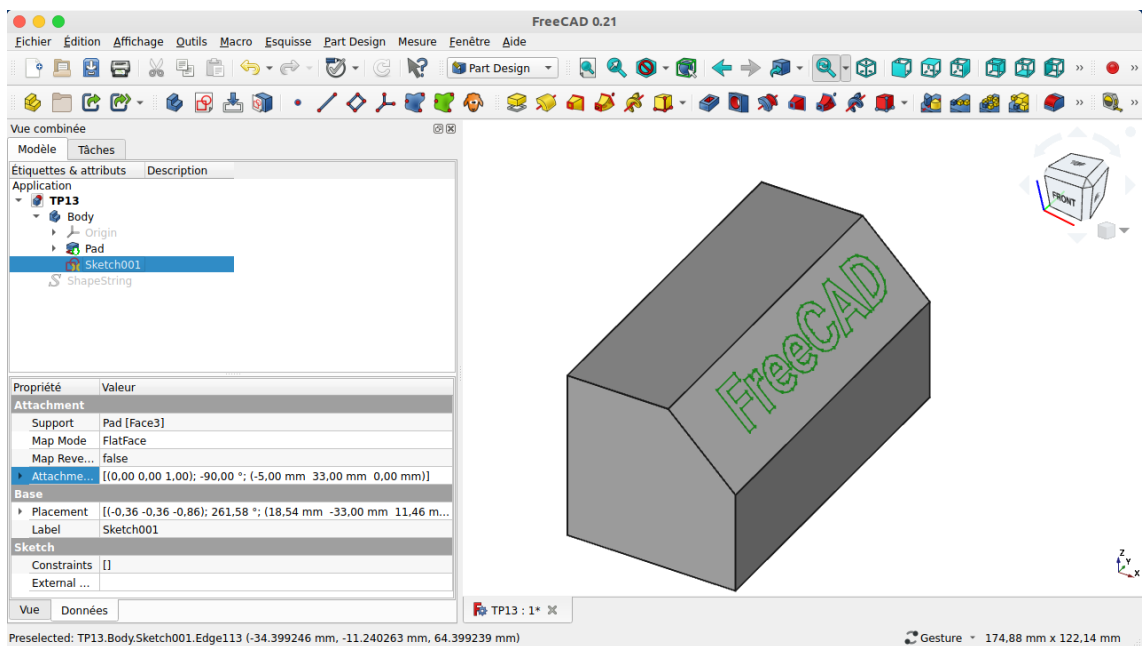 FreeCAD 0.21
Fichier Édition Affichage Outils Macro Esquisse Part Design Mesure Fenêtre Aide
Part Design
Vue combinée
Modèle Tâches
Étiquettes & attributs Description
Application
TP13
Body
Origin
Pad
Sketch001
ShapeString
Propriété Valeur
Attachment
Support Pad [Face3]
Map Mode FlatFace
Map Reve... false
Attachme... [(0,00 0,00 1,00); -90,00 °; (-5,00 mm 33,00 mm 0,00 mm)]
Base
Placement [(-0,36 -0,36 -0,86); 261,58 °; (18,54 mm -33,00 mm 11,46 m...
Label Sketch001
Sketch
Constraints []
External ...
Vue Données
FreeCAD
TOP
FRONT
Z
Y
X
TP13 : 1*
Preselected: TP13.Body.Sketch001.Edge113 (-34.399246 mm, -11.240263 mm, 64.399239 mm)
Gesture 174,88 mm x 122,14 mm